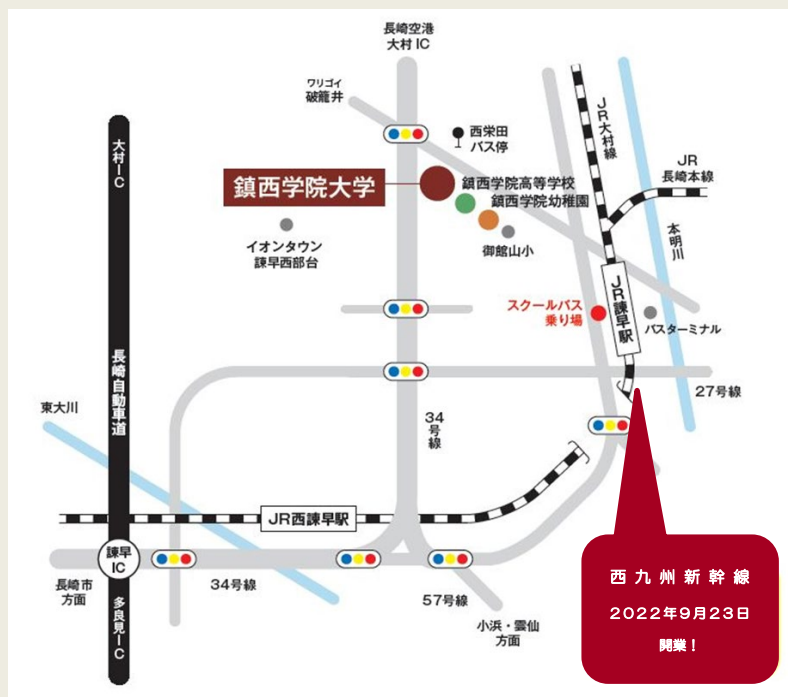 長崎空港
大村IC
ワリゴイ
破籠井
西栄田
バス停
JR大村線
JR
長崎本線
大村IC
鎮西学院大学
鎮西学院高等学校
鎮西学院幼稚園
御館山小
本明川
イオンタウン
諫早西部台
スクールバス
乗り場
JR諫早駅
バスターミナル
長崎自動車道
27号線
東大川
34号線
JR西諫早駅
諫早
IC
長崎市
方面
34号線
57号線
多良見IC
小浜・雲仙
方面
西九州新幹線
2022年9月23日
開業！